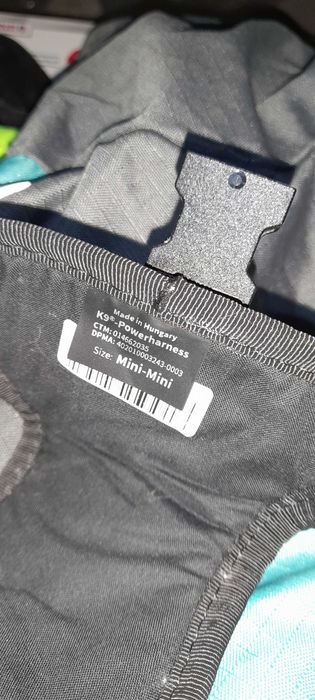 Made in Hungary
K9®-Powerharness
CTM: 014662035
DPMA: 402010003243-0003
Size: Mini-Mini